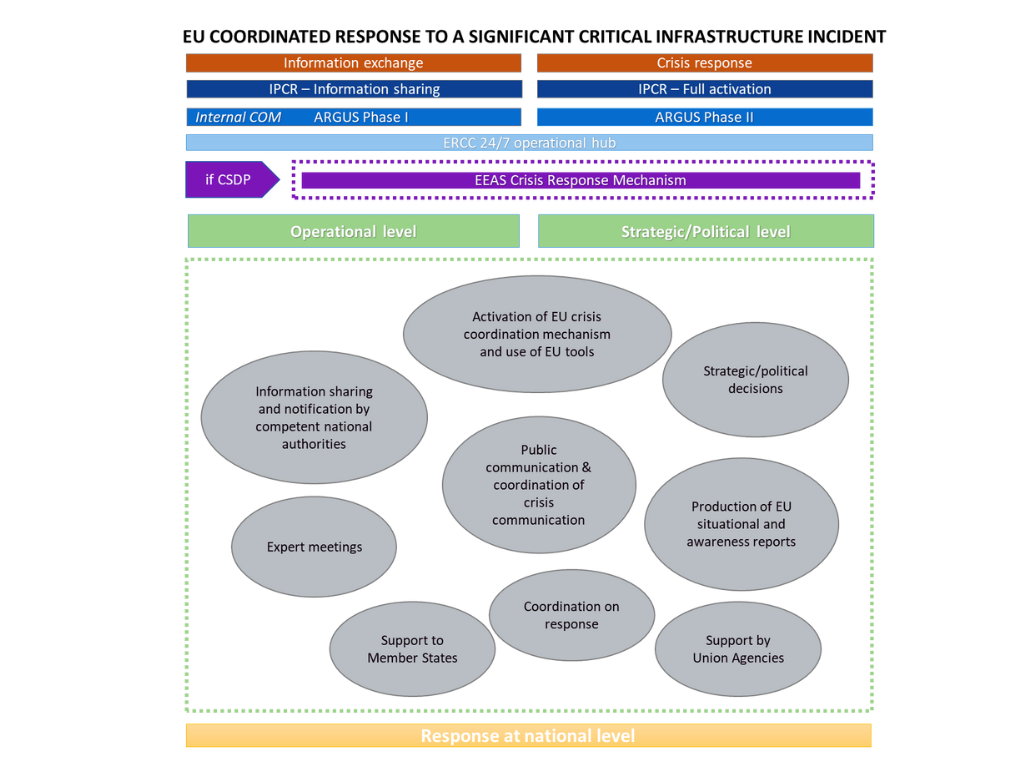 EU COORDINATED RESPONSE TO A SIGNIFICANT CRITICAL INFRASTRUCTURE INCIDENT
Information exchange
Crisis response
IPCR – Information sharing
IPCR – Full activation
Internal COM ARGUS Phase I
ARGUS Phase II
ERCC 24/7 operational hub
if CSDP
EEAS Crisis Response Mechanism
Operational level
Strategic/Political level
Activation of EU crisis
coordination mechanism
and use of EU tools
Strategic/political
decisions
Information sharing
and notification by
competent national
authorities
Public
communication &
coordination of
crisis
communication
Production of EU
situational and
awareness reports
Expert meetings
Coordination on
response
Support to
Member States
Support by
Union Agencies
Response at national level